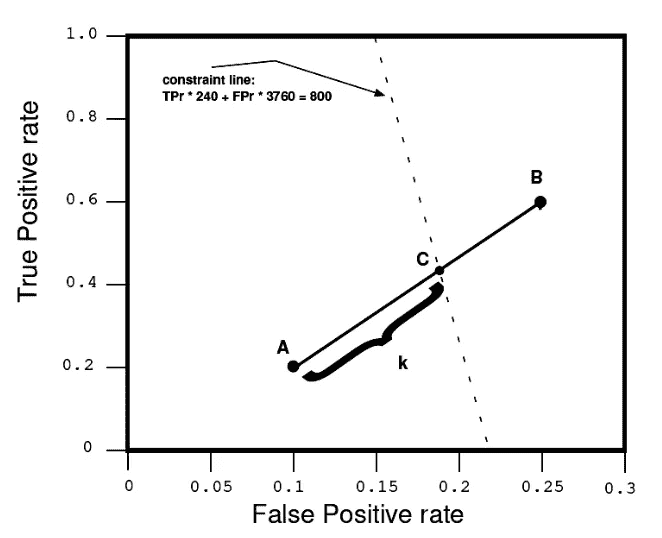 1.0
constraint line:
TPr * 240 + FPr * 3760 = 800
0.8
True Positive rate
B
0.6
C
0.4
A
k
0.2
0
0
0.05
0.1
0.15
0.2
0.25
0.3
False Positive rate